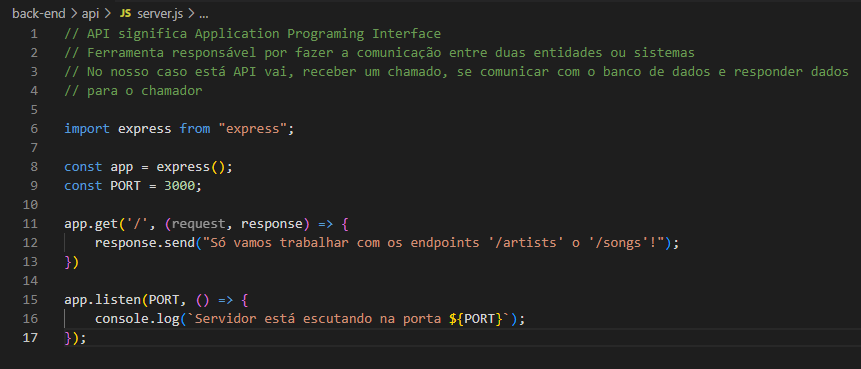 back-end > api > JS server.js > ...
1 // API significa Application Programing Interface
2 // Ferramenta responsável por fazer a comunicação entre duas entidades ou sistemas
3 // No nosso caso está API vai, receber um chamado, se comunicar com o banco de dados e responder dados
4 // para o chamador
5
6 import express from "express";
7
8 const app = express();
9 const PORT = 3000;
10
11 app.get('/', (request, response) => {
12     response.send("Só vamos trabalhar com os endpoints '/artists' o '/songs'!");
13 })
14
15 app.listen(PORT, () => {
16     console.log(`Servidor está escutando na porta ${PORT}`);
17 });